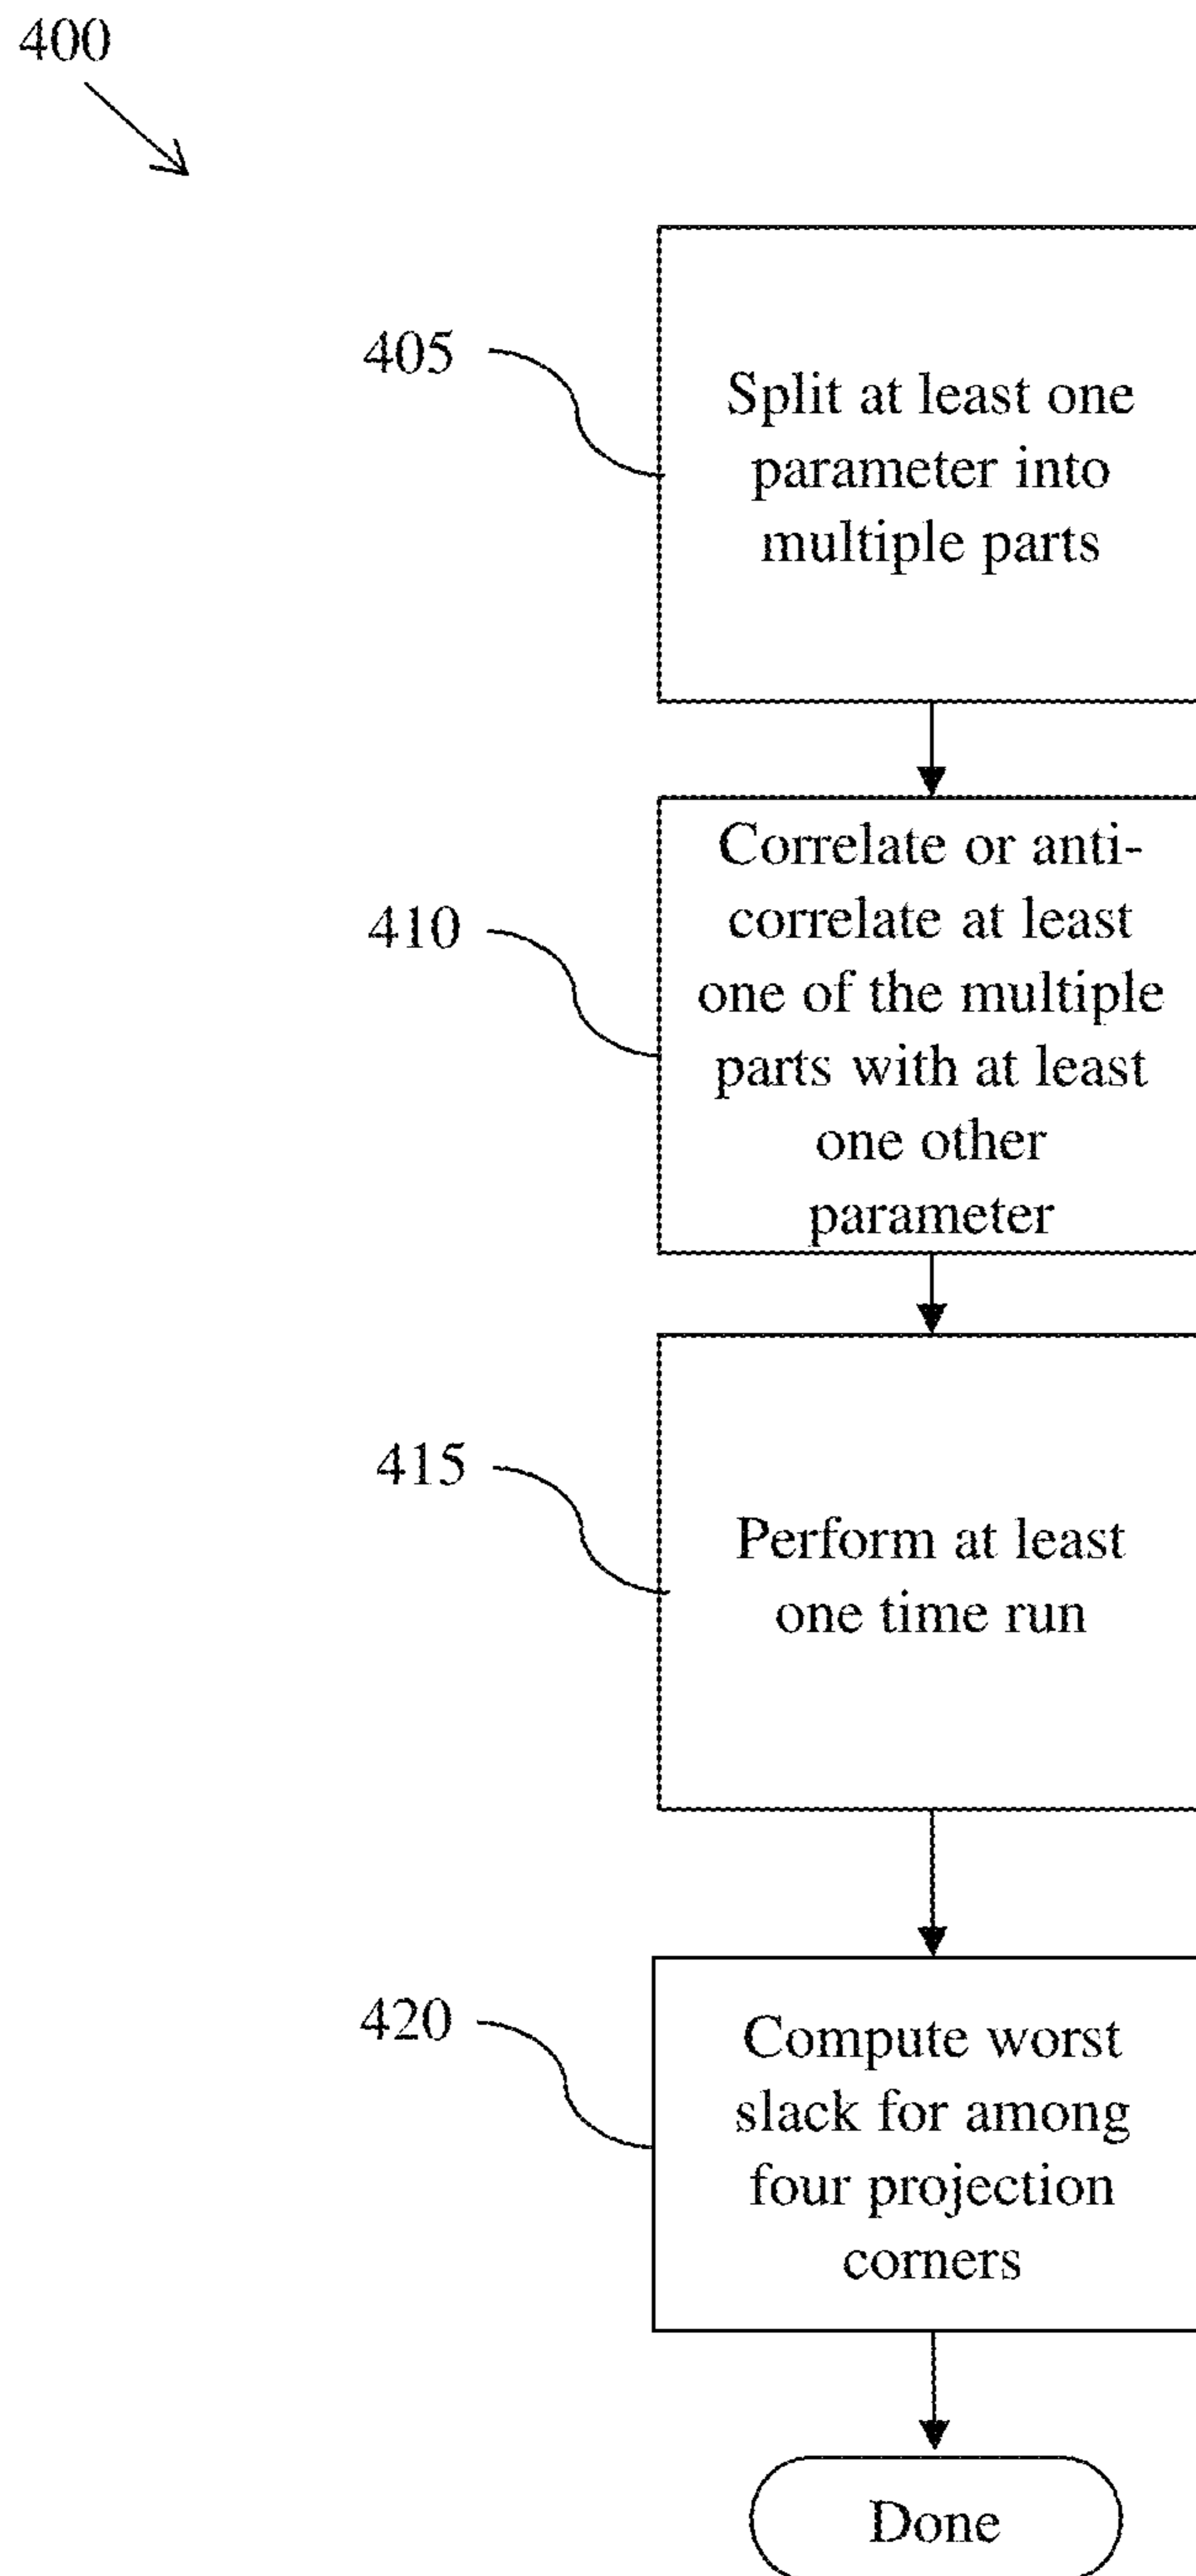 400
405
Split at least one
parameter into
multiple parts
410
Correlate or anti-
correlate at least
one of the multiple
parts with at least
one other
parameter
415
Perform at least
one time run
420
Compute worst
slack for among
four projection
corners
Done